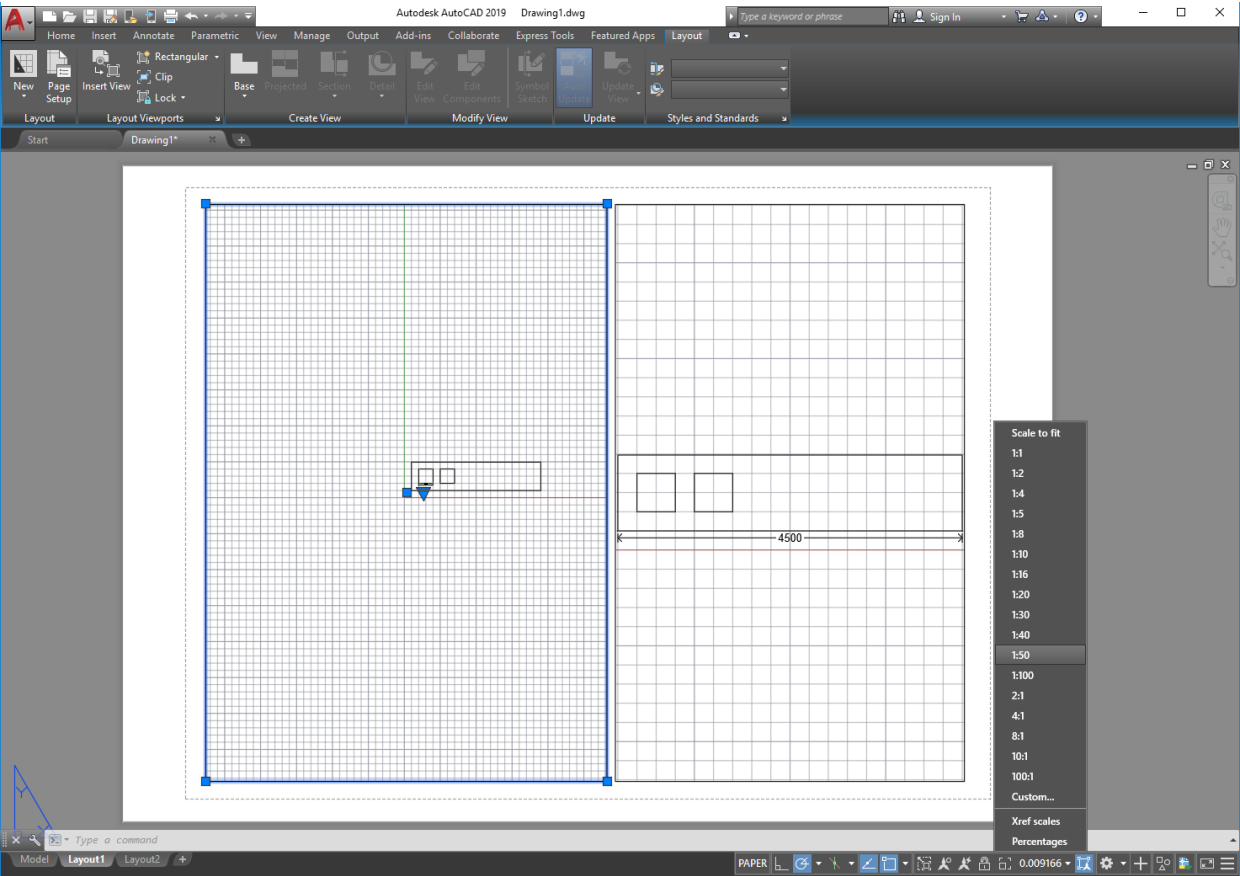 Autodesk AutoCAD 2019 Drawing1.dwg
Type a keyword or phrase
Sign In
Home Insert Annotate Parametric View Manage Output Add-ins Collaborate Express Tools Featured Apps Layout
New
Page Setup
Insert View
Rectangular
Clip
Lock
Base
Projected
Section
Detail
Edit View
Edit Components
Symbol Sketch
Auto Update
Update View
Layout
Layout Viewports
Create View
Modify View
Update
Styles and Standards
Start
Drawing1*
4500
Scale to fit
1:1
1:2
1:4
1:5
1:8
1:10
1:16
1:20
1:30
1:40
1:50
1:100
2:1
4:1
8:1
10:1
100:1
Custom...
Xref scales
Percentages
Y
Type a command
Model Layout1 Layout2
PAPER
0.009166